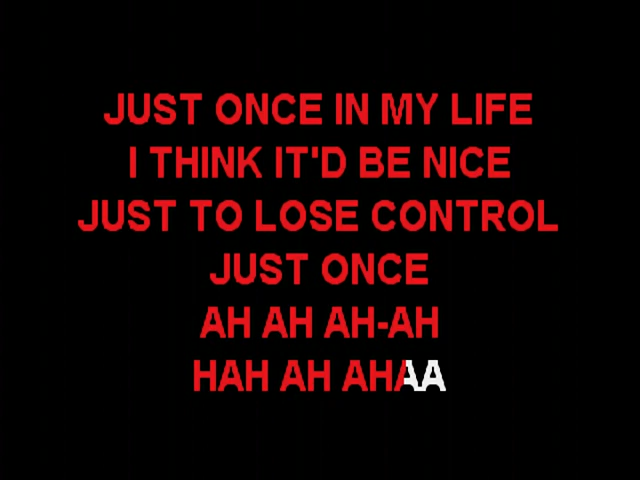 JUST ONCE IN MY LIFE
I THINK IT'D BE NICE
JUST TO LOSE CONTROL
JUST ONCE
AH AH AH-AH
HAH AH AHAA